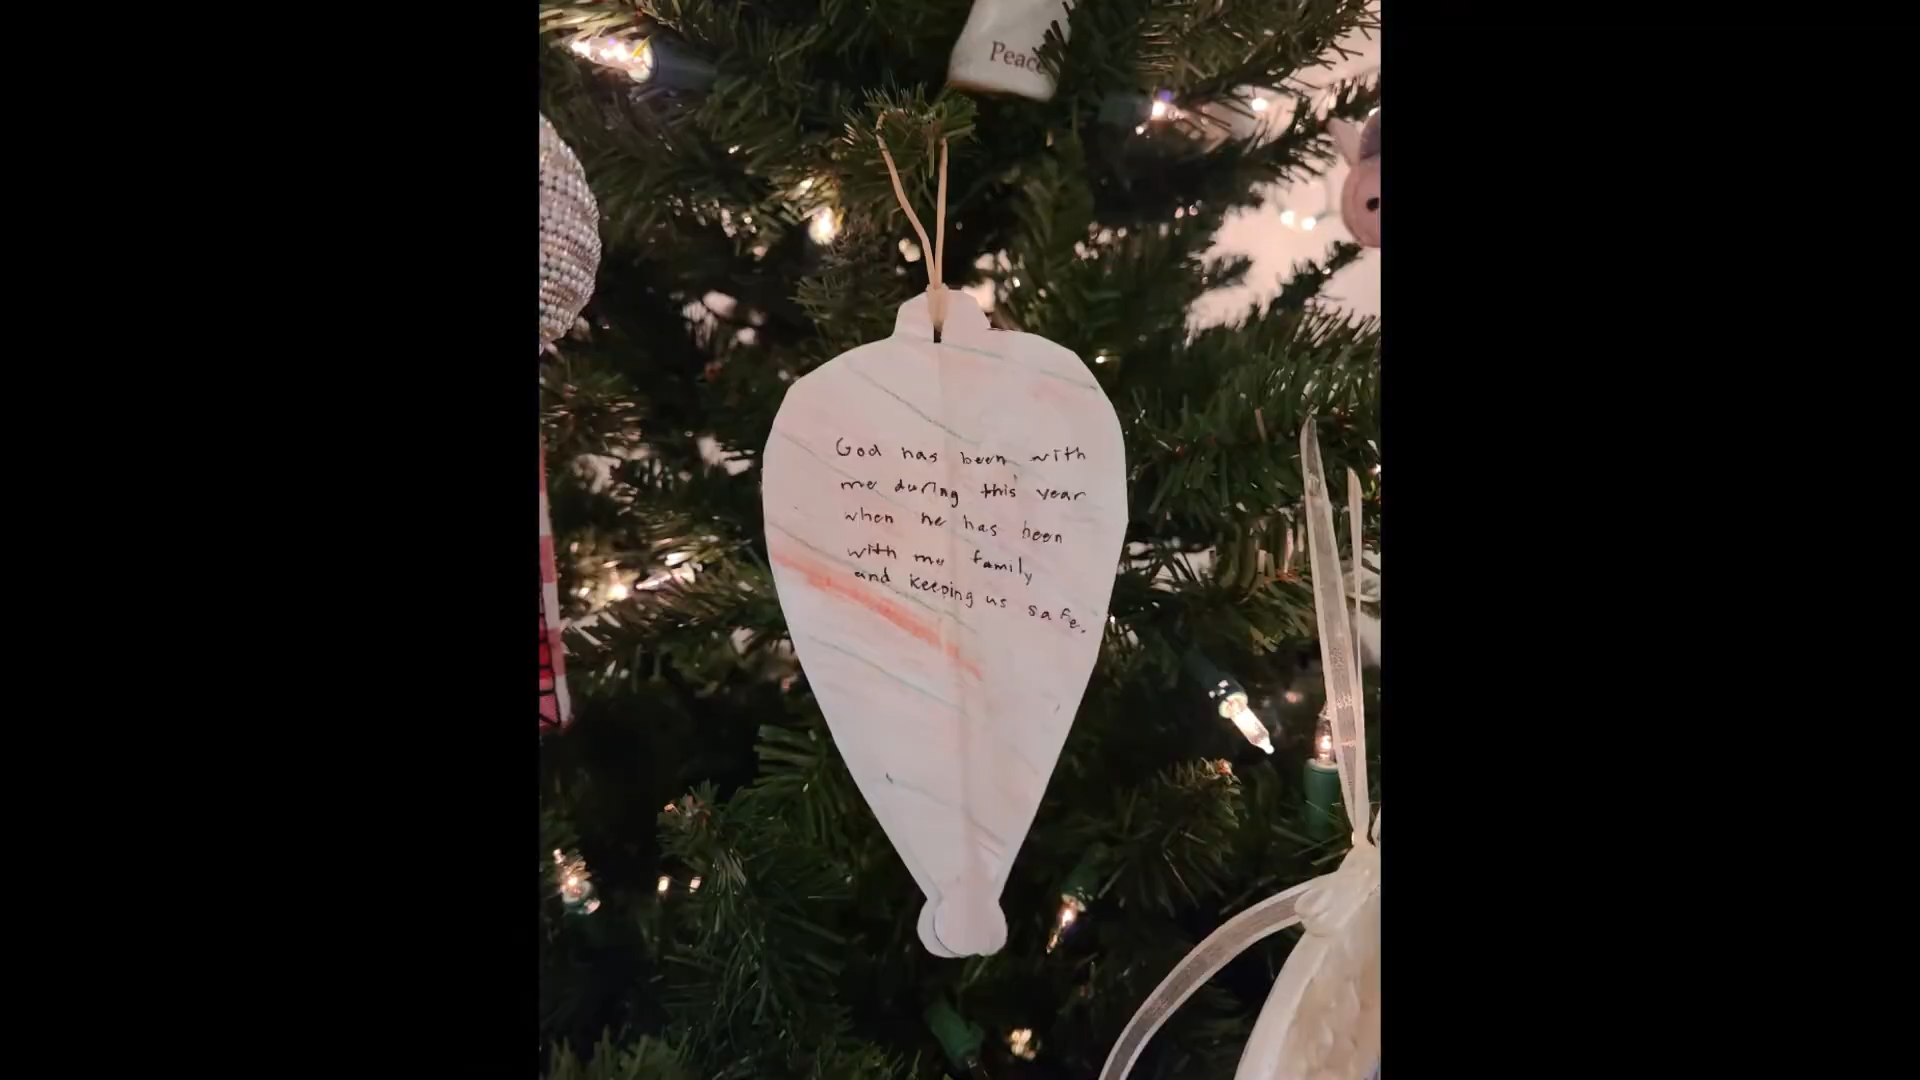 Peace
God has been with
me during this year
when he has been
with me family
and keeping us safe.